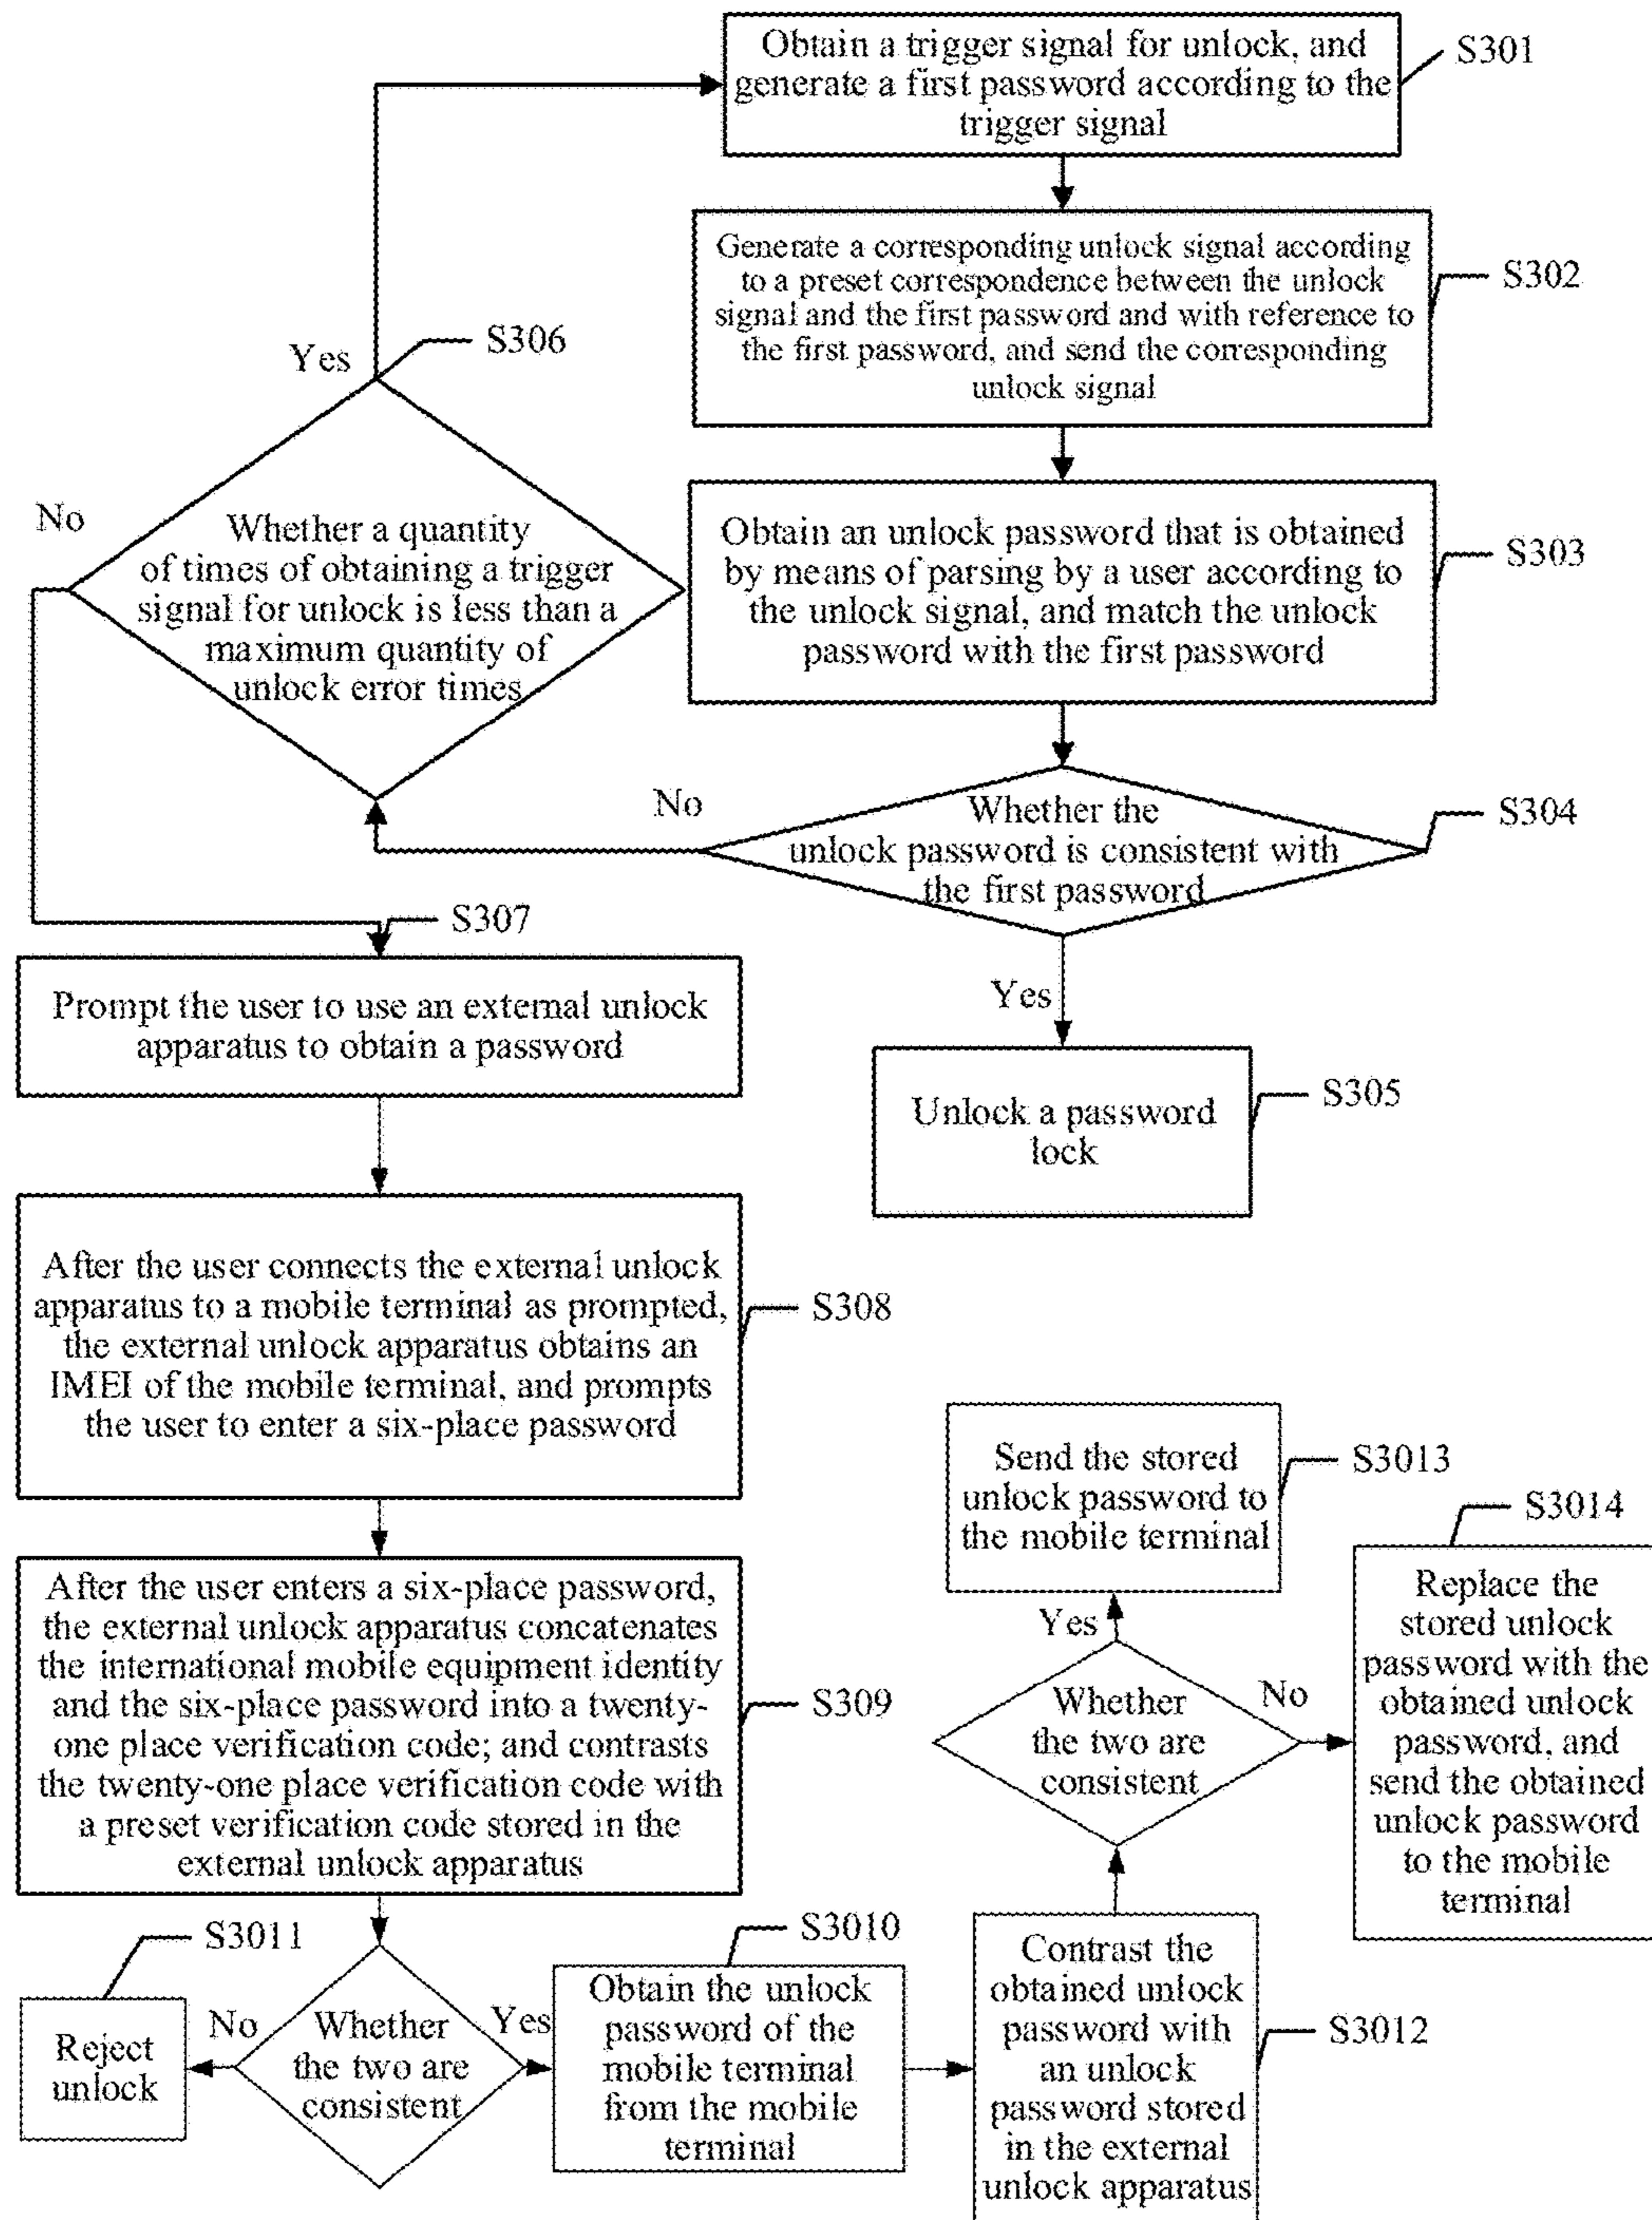 Obtain a trigger signal for unlock, and
generate a first password according to the
trigger signal
S301
Generate a corresponding unlock signal according
to a preset correspondence between the unlock
signal and the first password and with reference to
the first password, and send the corresponding
unlock signal
S302
Yes
S306
No
Whether a quantity
of times of obtaining a trigger
signal for unlock is less than a
maximum quantity of
unlock error times
Obtain an unlock password that is obtained
by means of parsing by a user according to
the unlock signal, and match the unlock
password with the first password
S303
No
Whether the
unlock password is consistent with
the first password
S304
Yes
Unlock a password
lock
S305
S307
Prompt the user to use an external unlock
apparatus to obtain a password
After the user connects the external unlock
apparatus to a mobile terminal as prompted,
the external unlock apparatus obtains an
IMEI of the mobile terminal, and prompts
the user to enter a six-place password
S308
After the user enters a six-place password,
the external unlock apparatus concatenates
the international mobile equipment identity
and the six-place password into a twenty-
one place verification code; and contrasts
the twenty-one place verification code with
a preset verification code stored in the
external unlock apparatus
S309
S3011
Reject
unlock
No
Whether
the two are
consistent
Yes
S3010
Obtain the unlock
password of the
mobile terminal
from the mobile
terminal
Contrast the
obtained unlock
password with
an unlock
password stored
in the external
unlock apparatus
S3012
Whether
the two are
consistent
Yes
Send the stored
unlock password to
the mobile terminal
S3013
No
S3014
Replace the
stored unlock
password with the
obtained unlock
password, and
send the obtained
unlock password
to the mobile
terminal